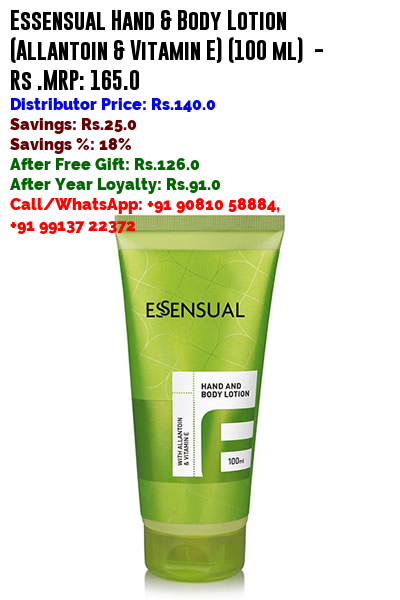 Essensual Hand & Body Lotion
(Allantoin & Vitamin E) (100 ml) -
Rs .MRP: 165.0
Distributor Price: Rs.140.0
Savings: Rs.25.0
Savings %: 18%
After Free Gift: Rs.126.0
After Year Loyalty: Rs.91.0
Call/WhatsApp: +91 90810 58884,
+91 99137 22372
ESSENSUAL
HAND AND
BODY LOTION
WITH ALLANTOIN
& VITAMIN E
100ml